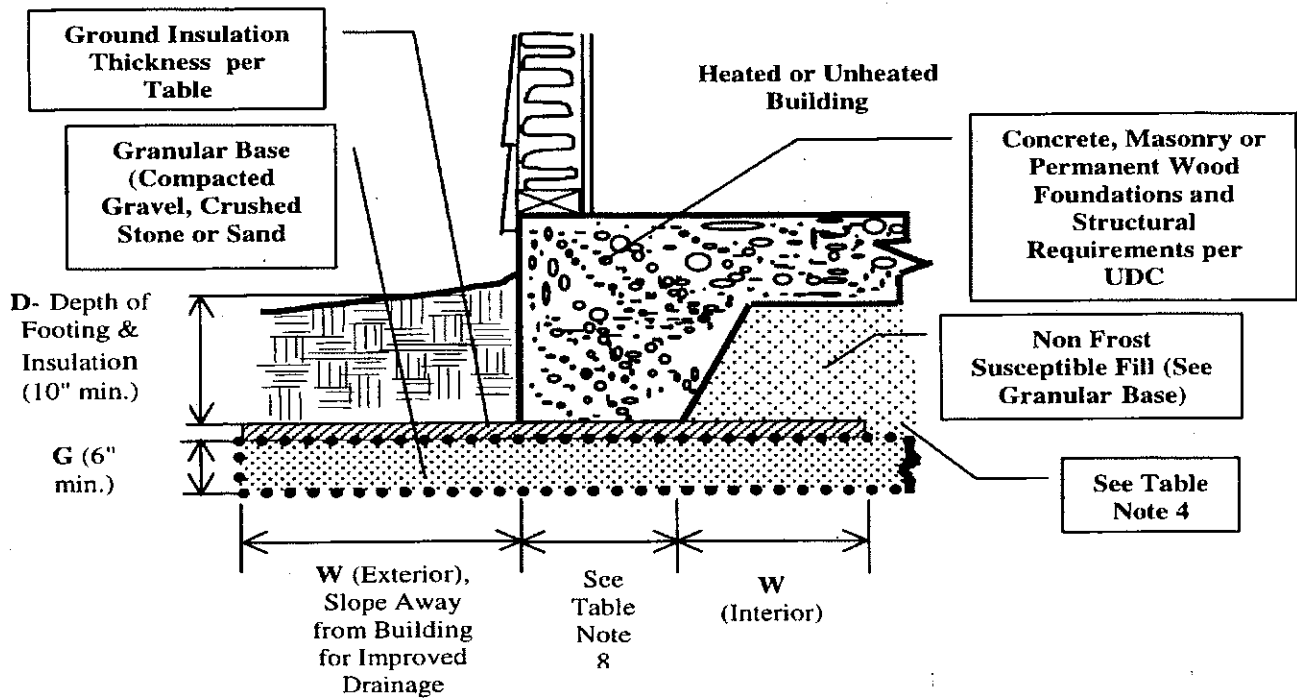 Ground Insulation
Thickness per
Table
Granular Base
(Compacted
Gravel, Crushed
Stone or Sand
D- Depth of
Footing &
Insulation
(10" min.)
G (6"
min.)
Heated or Unheated
Building
Concrete, Masonry or
Permanent Wood
Foundations and
Structural
Requirements per
UDC
Non Frost
Susceptible Fill (See
Granular Base)
See Table
Note 4
W (Exterior),
Slope Away
from Building
for Improved
Drainage
See
Table
Note
8
W
(Interior)